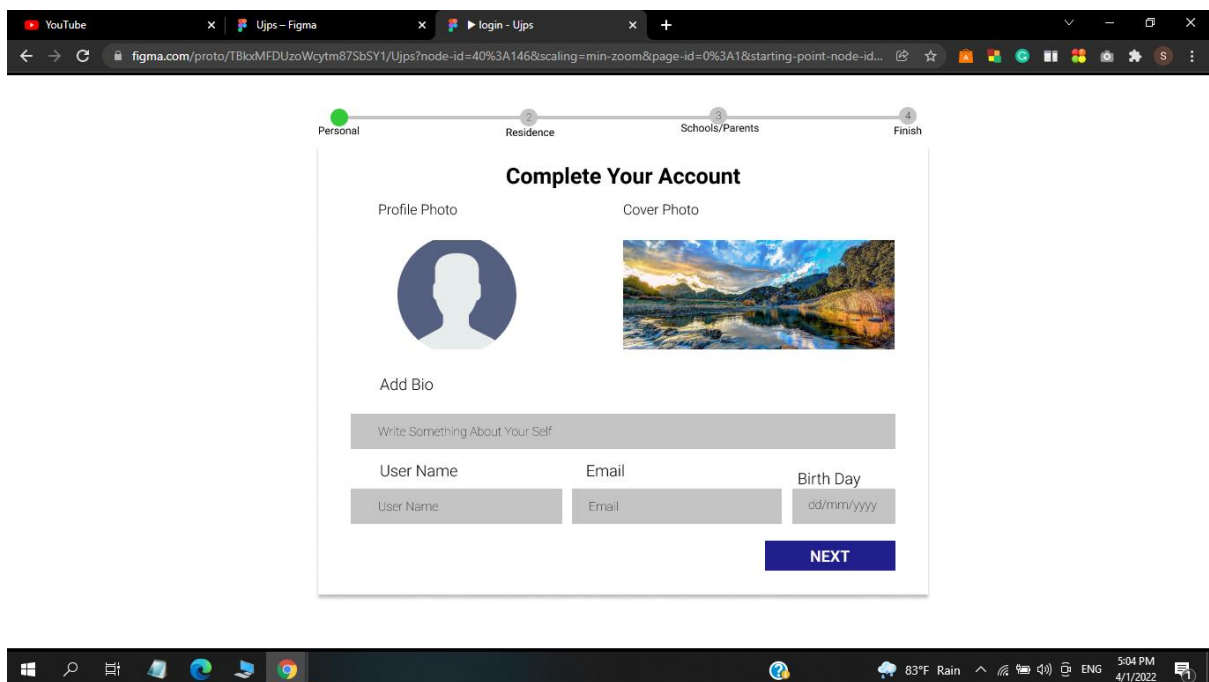 YouTube
Ujps – Figma
login - Ujps
figma.com/proto/TBkxMFDUzoWcytm87SbSY1/Ujps?node-id=40%3A146&scaling=min-zoom&page-id=0%3A1&starting-point-node-id...
S
2
3
4
Personal
Residence
Schools/Parents
Finish
Complete Your Account
Profile Photo
Cover Photo
Add Bio
Write Something About Your Self
User Name
Email
Birth Day
User Name
Email
dd/mm/yyyy
NEXT
83°F Rain
ENG
5:04 PM
4/1/2022
1